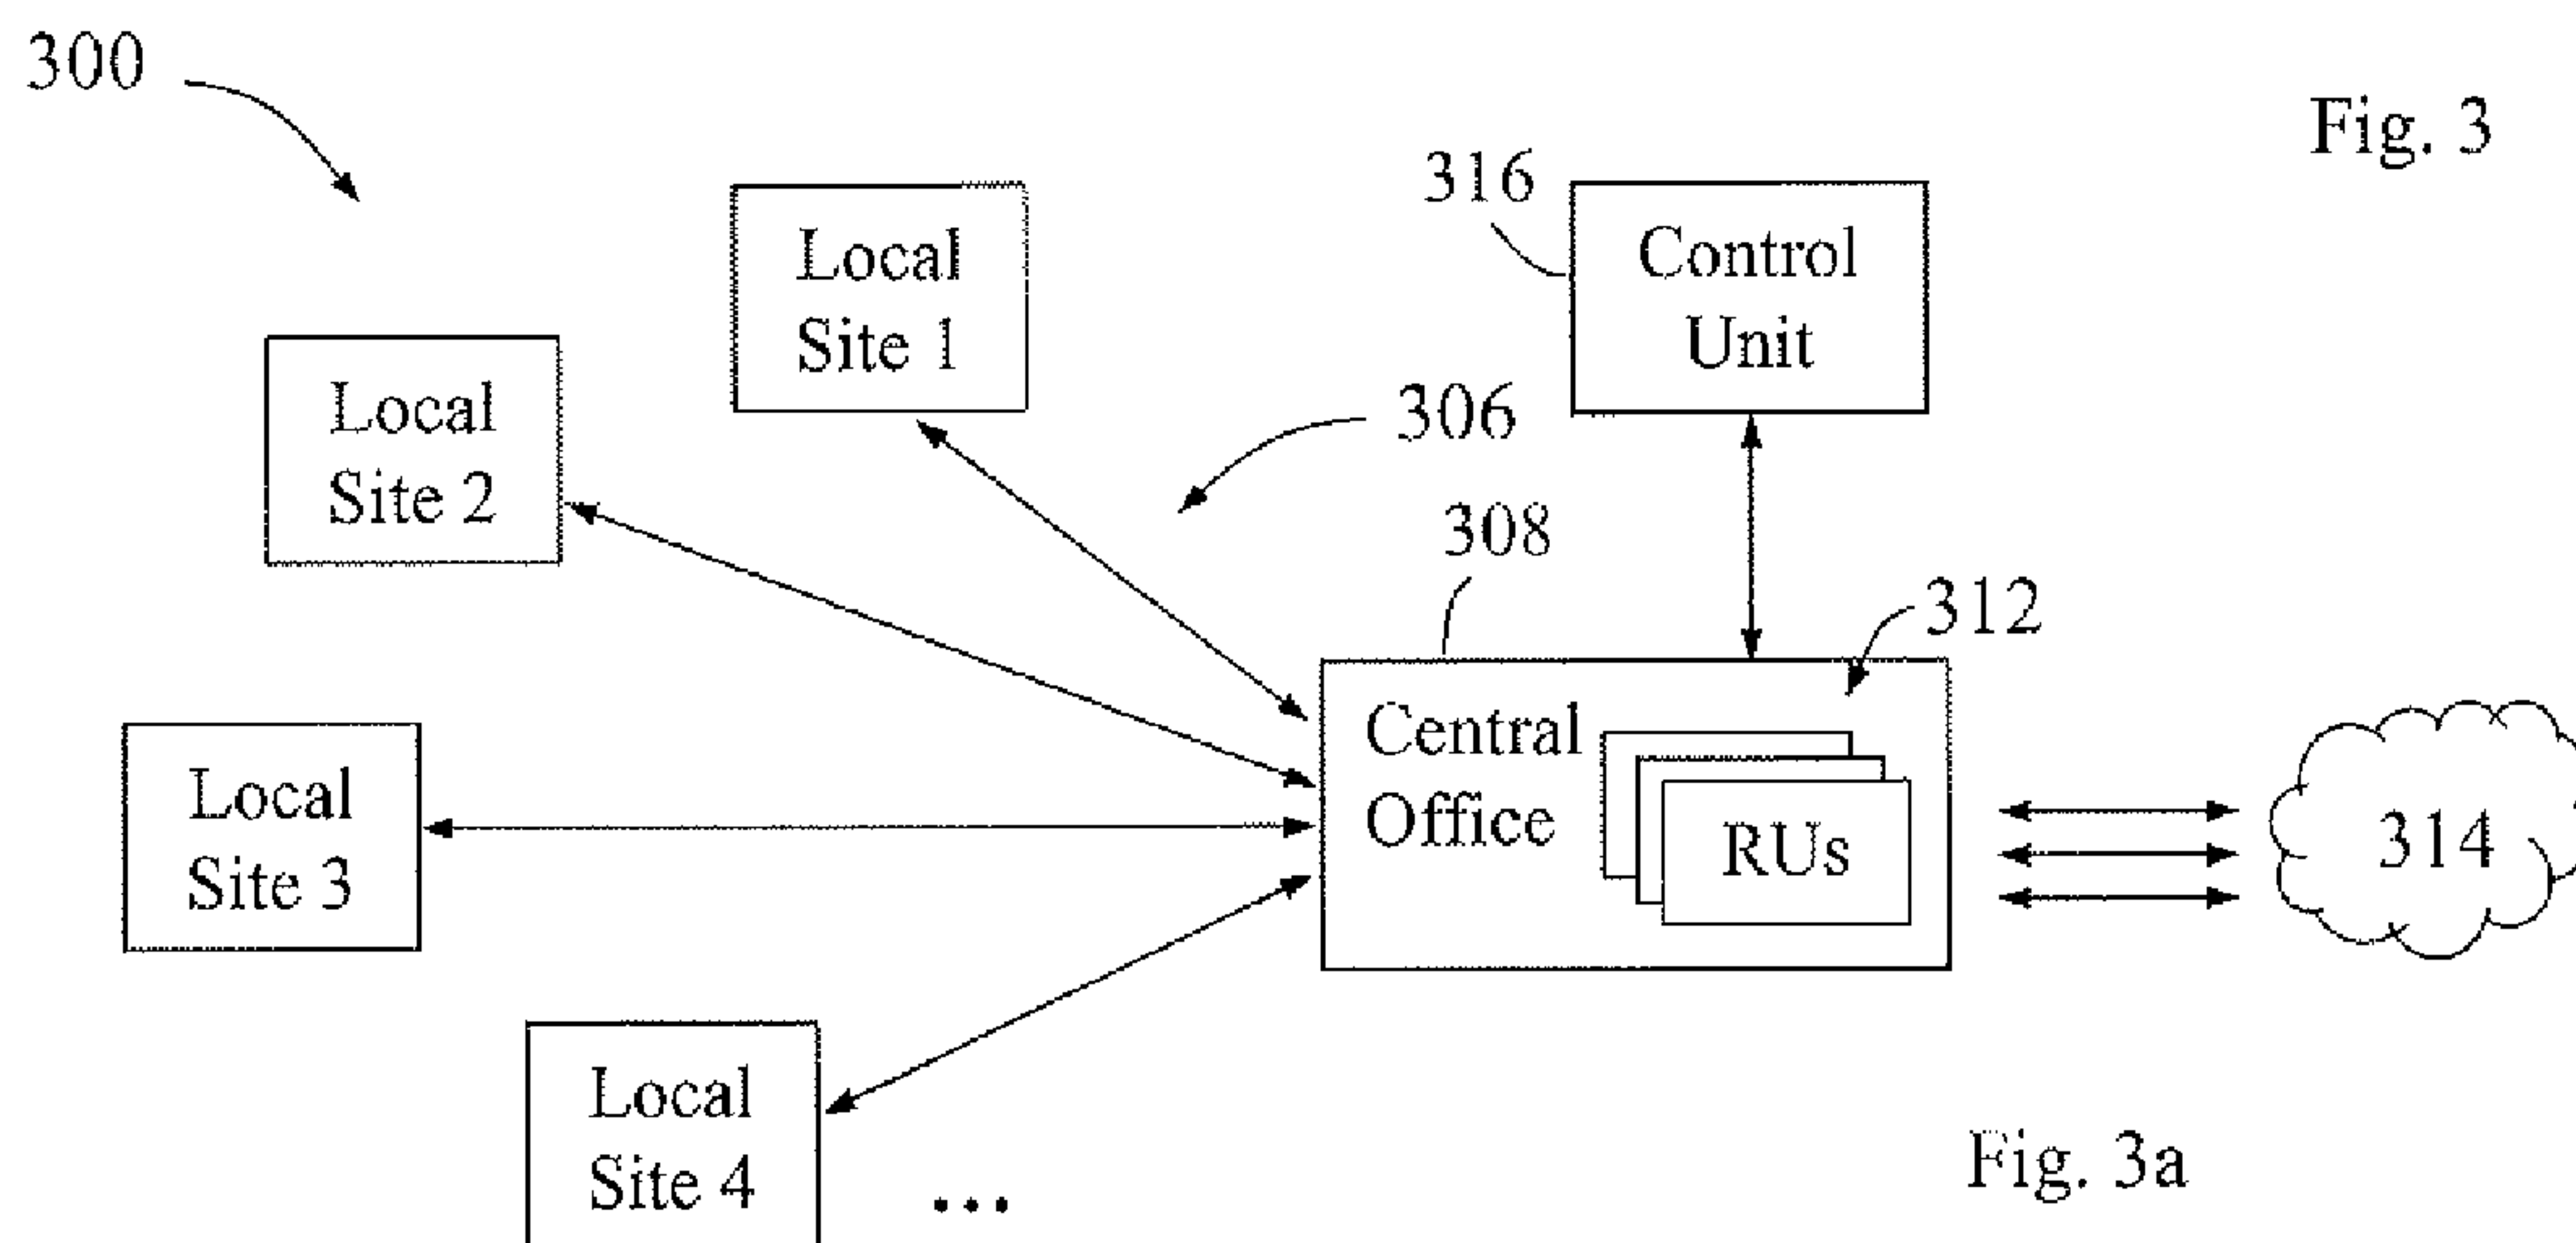 300
Fig. 3
Local
Site 1
316
Control
Unit
Local
Site 2
306
308
312
Central
Office
RUs
Local
Site 3
314
Local
Site 4
...
Fig. 3a